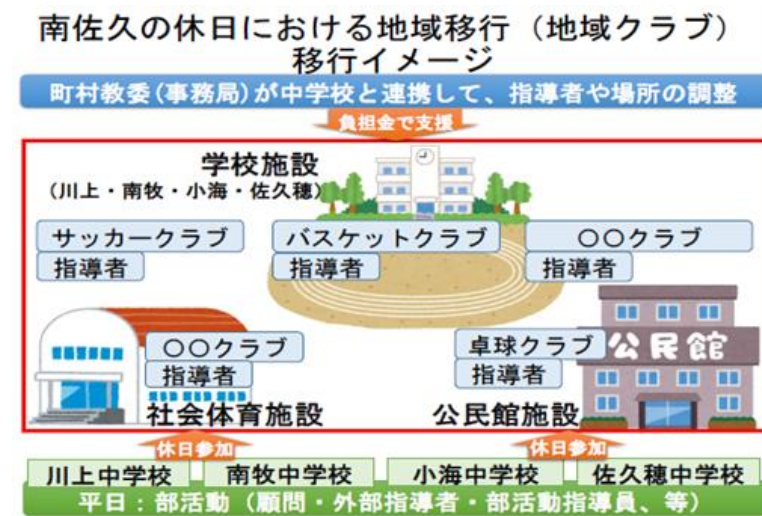 南佐久の休日における地域移行（地域クラブ）
移行イメージ
町村教委(事務局)が中学校と連携して、指導者や場所の調整
負担金で支援
学校施設
（川上・南牧・小海・佐久穂）
サッカークラブ
指導者
バスケットクラブ
指導者
〇〇クラブ
指導者
〇〇クラブ
指導者
社会体育施設
卓球クラブ
指導者
公民館
公民館施設
休日参加
休日参加
川上中学校
南牧中学校
小海中学校
佐久穂中学校
平日：部活動（顧問・外部指導者・部活動指導員、等）